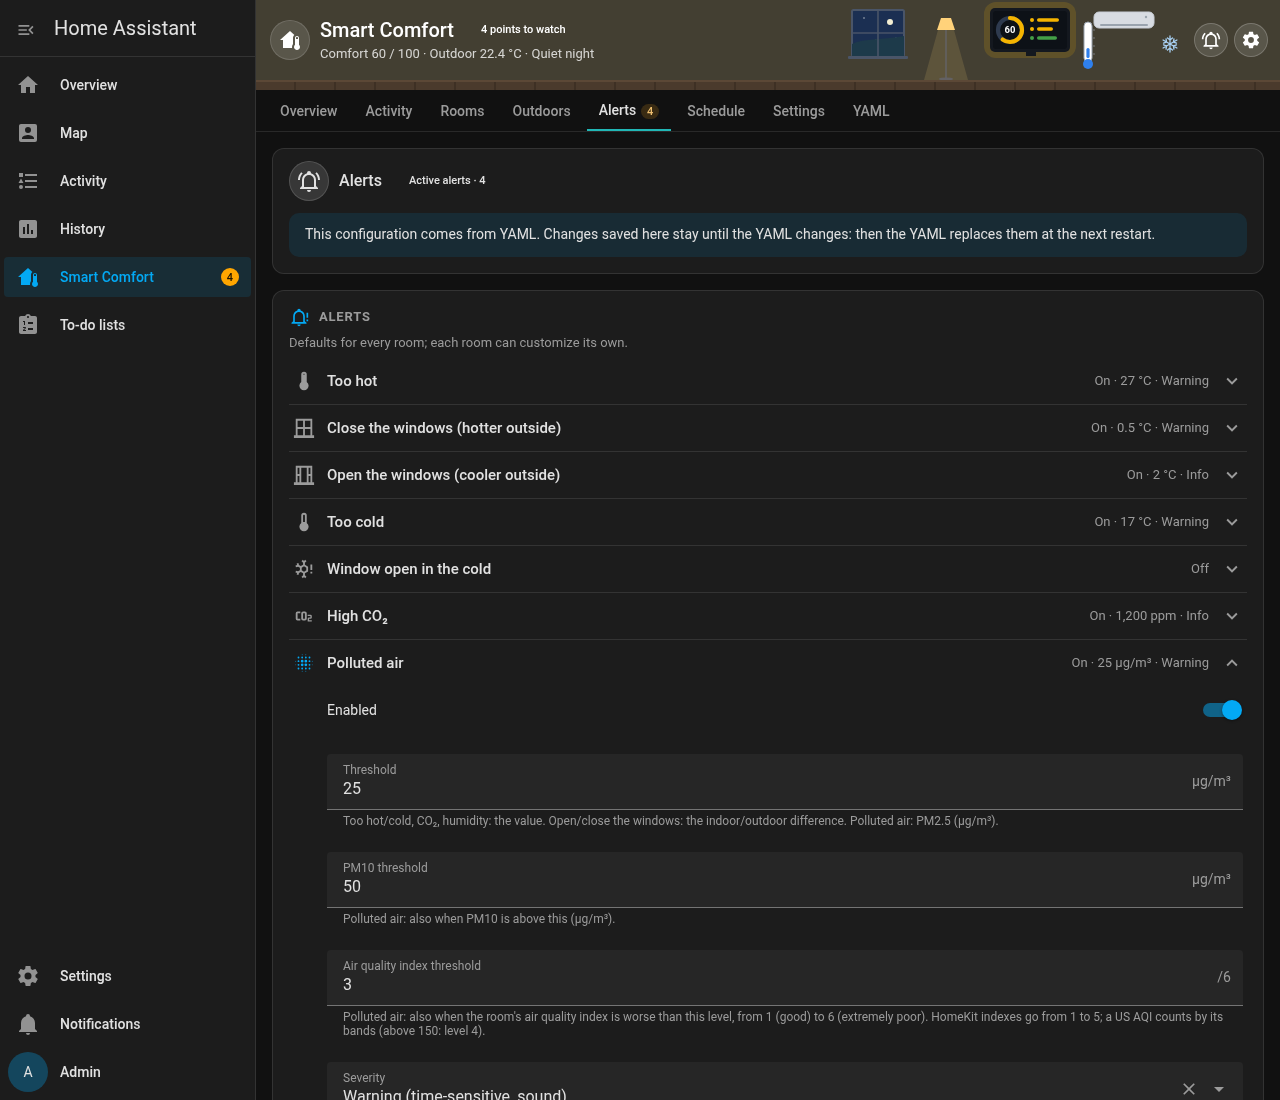 Home Assistant
Overview
Map
Activity
History
Smart Comfort
4
To-do lists
Settings
Notifications
A
Admin
Smart Comfort
4 points to watch
Comfort 60 / 100 · Outdoor 22.4 °C · Quiet night
60
Overview
Activity
Rooms
Outdoors
Alerts
4
Schedule
Settings
YAML
Alerts
Active alerts · 4
This configuration comes from YAML. Changes saved here stay until the YAML changes: then the YAML replaces them at the next restart.
ALERTS
Defaults for every room; each room can customize its own.
Too hot
On · 27 °C · Warning
Close the windows (hotter outside)
On · 0.5 °C · Warning
Open the windows (cooler outside)
On · 2 °C · Info
Too cold
On · 17 °C · Warning
Window open in the cold
Off
CO₂
High CO₂
On · 1,200 ppm · Info
Polluted air
On · 25 µg/m³ · Warning
Enabled
Threshold
25
µg/m³
Too hot/cold, CO₂, humidity: the value. Open/close the windows: the indoor/outdoor difference. Polluted air: PM2.5 (µg/m³).
PM10 threshold
50
µg/m³
Polluted air: also when PM10 is above this (µg/m³).
Air quality index threshold
3
/6
Polluted air: also when the room's air quality index is worse than this level, from 1 (good) to 6 (extremely poor). HomeKit indexes go from 1 to 5; a US AQI counts by its
bands (above 150: level 4).
Severity
Warning (time-sensitive, sound)